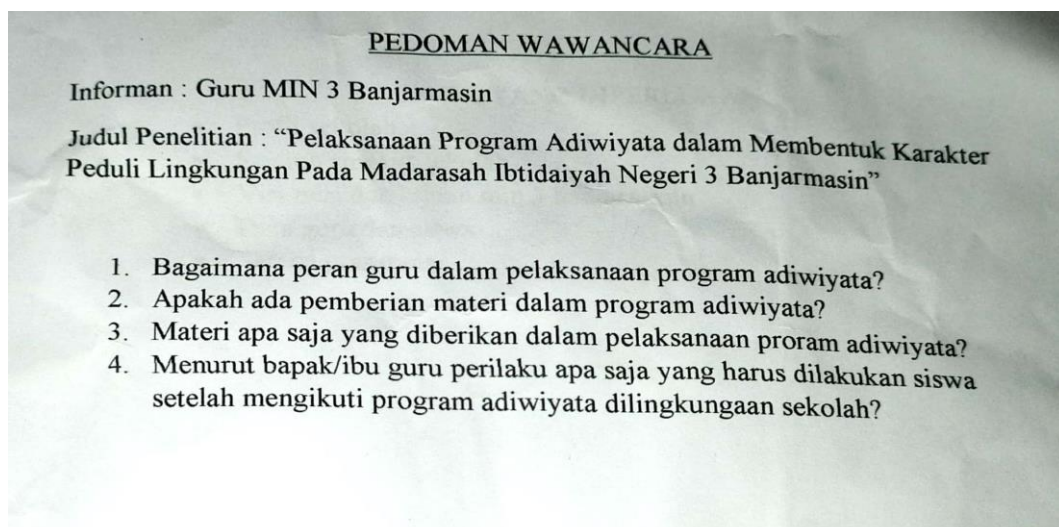 PEDOMAN WAWANCARA
Informan : Guru MIN 3 Banjarmasin
Judul Penelitian : “Pelaksanaan Program Adiwiyata dalam Membentuk Karakter
Peduli Lingkungan Pada Madarasah Ibtidaiyah Negeri 3 Banjarmasin”
1. Bagaimana peran guru dalam pelaksanaan program adiwiyata?
2. Apakah ada pemberian materi dalam program adiwiyata?
3. Materi apa saja yang diberikan dalam pelaksanaan proram adiwiyata?
4. Menurut bapak/ibu guru perilaku apa saja yang harus dilakukan siswa
setelah mengikuti program adiwiyata dilingkungaan sekolah?